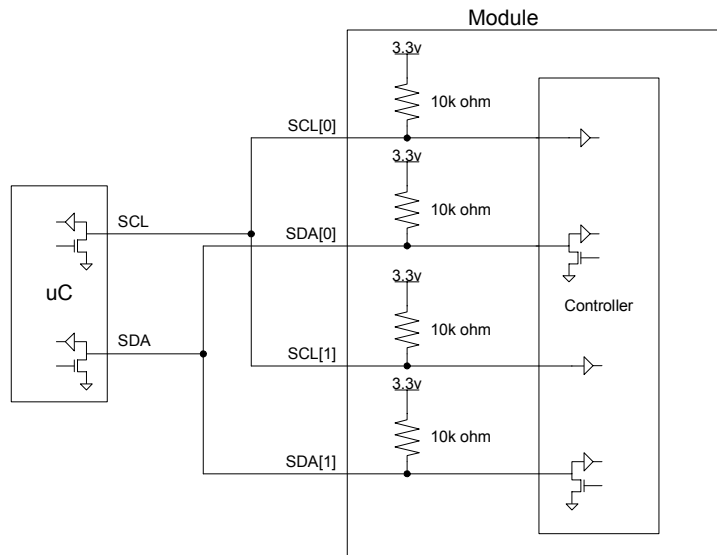 Module
3.3v
10k ohm
SCL[0]
3.3v
SCL
10k ohm
SDA[0]
3.3v
uC
Controller
10k ohm
SDA
SCL[1]
3.3v
10k ohm
SDA[1]